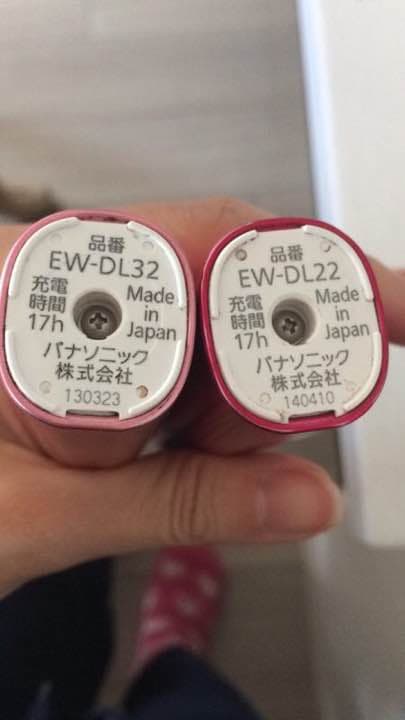 品番
EW-DL32
充電
時間
17h
Made
in
Japan
パナソニック
株式会社
130323
品番
EW-DL22
充電
時間
17h
Made
in
Japan
パナソニック
株式会社
140410